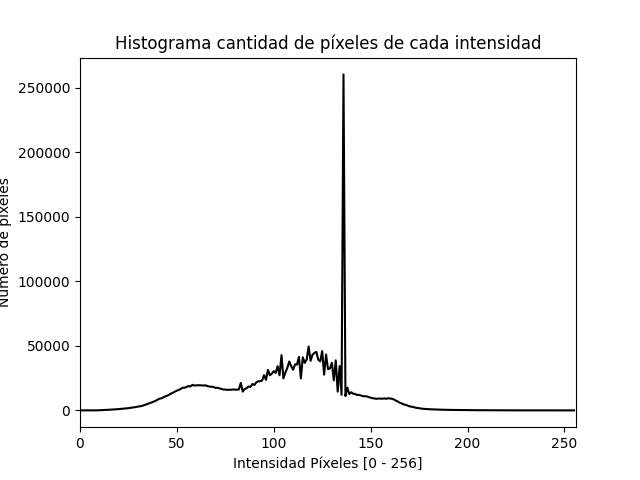 Histograma cantidad de píxeles de cada intensidad
Número de píxeles
250000
200000
150000
100000
50000
0
0 50 100 150 200 250
Intensidad Píxeles [0 - 256]